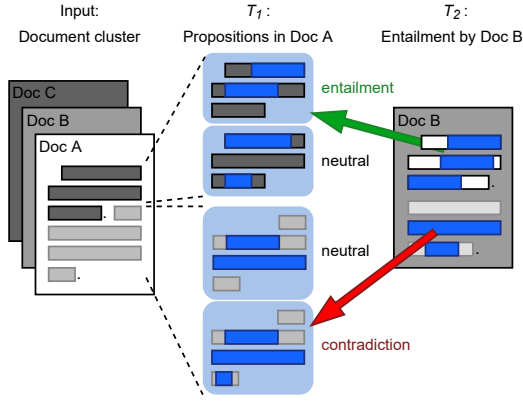 Input:
Document cluster
T1:
Propositions in Doc A
T2:
Entailment by Doc B
Doc C
Doc B
Doc A
entailment
neutral
neutral
contradiction
Doc B